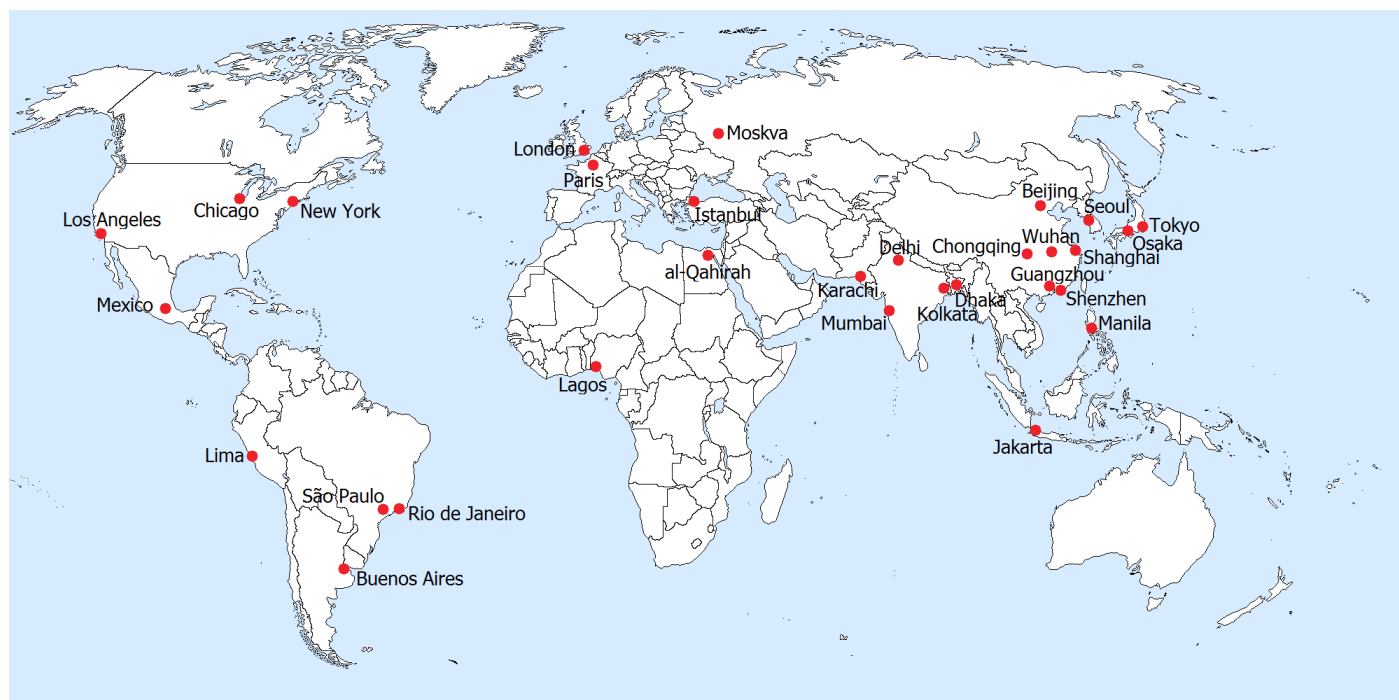 Moskva
London
Paris
Beijing
Chicago
New York
Istanbul
Seoul
Los Angeles
Tokyo
Wuhan
Osaka
Delhi
Chongqing
Shanghai
al-Qahirah
Guangzhou
Karachi
Dhaka
Shenzhen
Mexico
Kolkata
Mumbai
Manila
Lagos
Jakarta
Lima
São Paulo
Rio de Janeiro
Buenos Aires